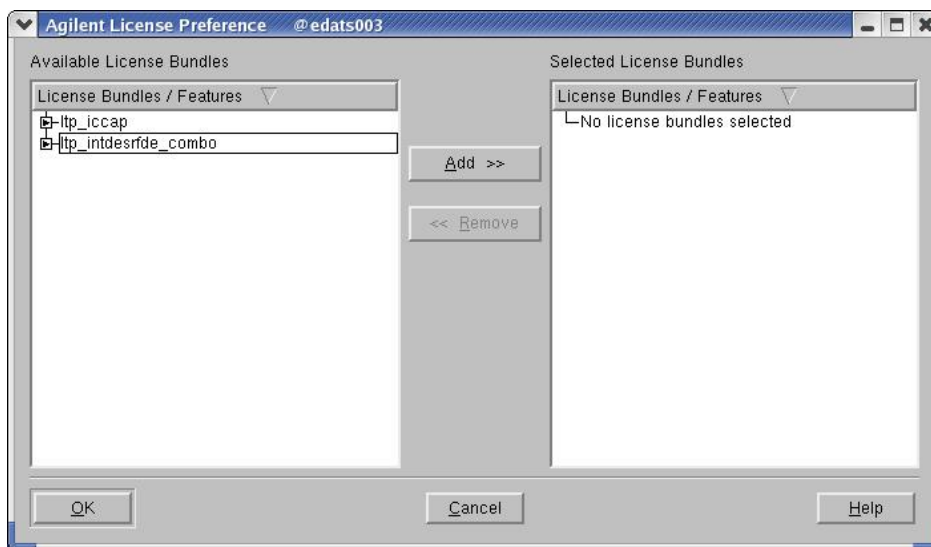 Agilent License Preference @edats003
Available License Bundles
License Bundles / Features
ltp_iccap
ltp_intdesrfde_combo
Add >>
<< Remove
Selected License Bundles
License Bundles / Features
No license bundles selected
OK
Cancel
Help